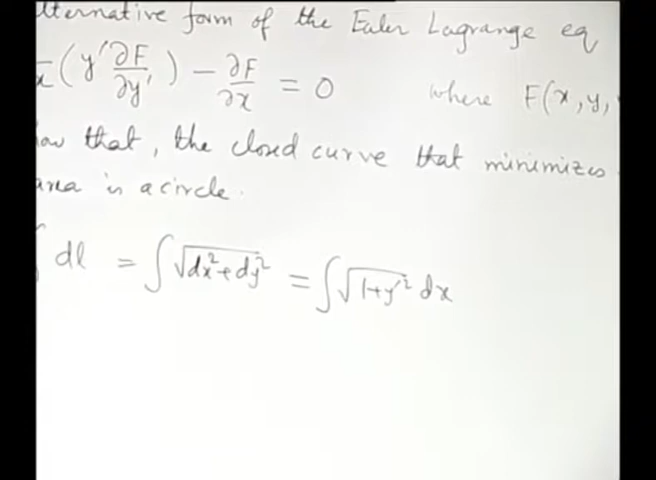 lternative form of the Euler Lagrange eq
(y' ∂F/∂y') − ∂F/∂x = 0 where F(x, y,
ow that, the closed curve that minimizes
area is a circle.
dl = ∫ √dx²+dy² = ∫ √1+y'² dx